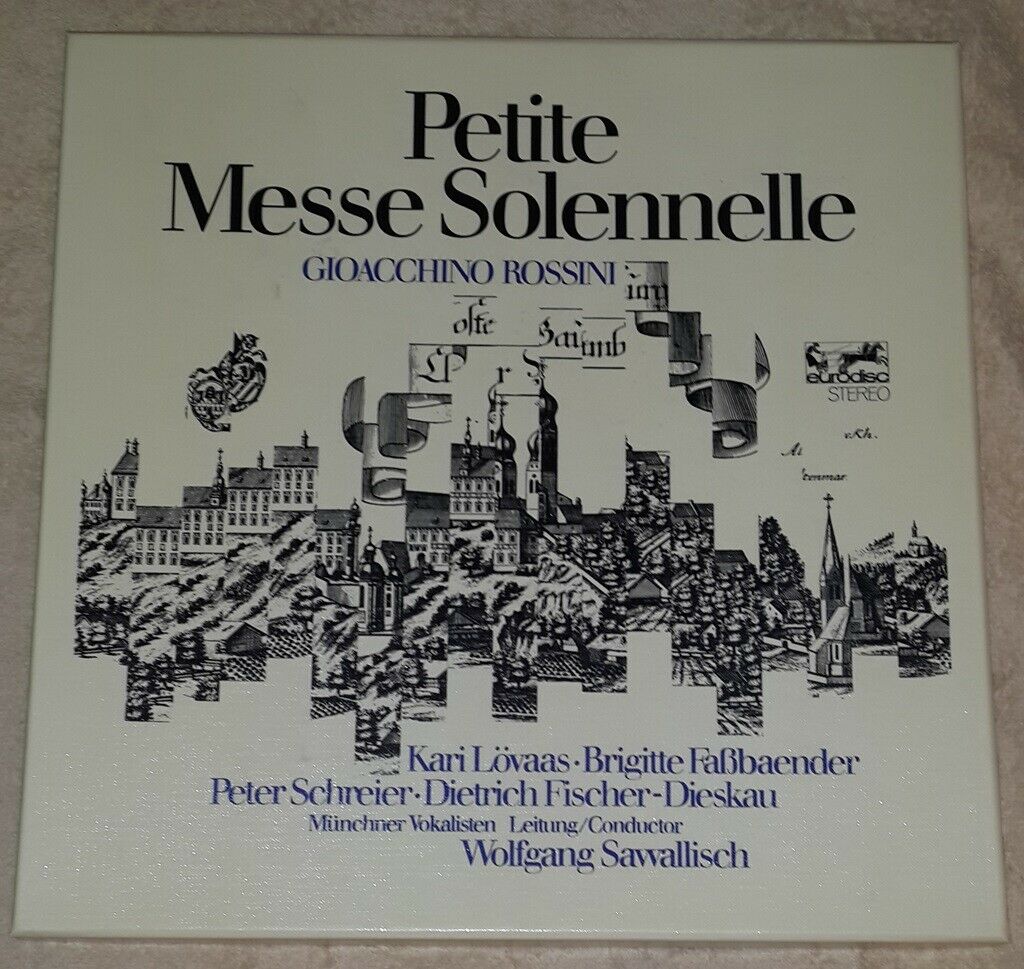 Petite
Messe Solennelle
GIOACCHINO ROSSINI
eurodisc
STEREO
Kari Lövaas · Brigitte Faßbaender
Peter Schreier · Dietrich Fischer-Dieskau
Münchner Vokalisten Leitung/Conductor
Wolfgang Sawallisch